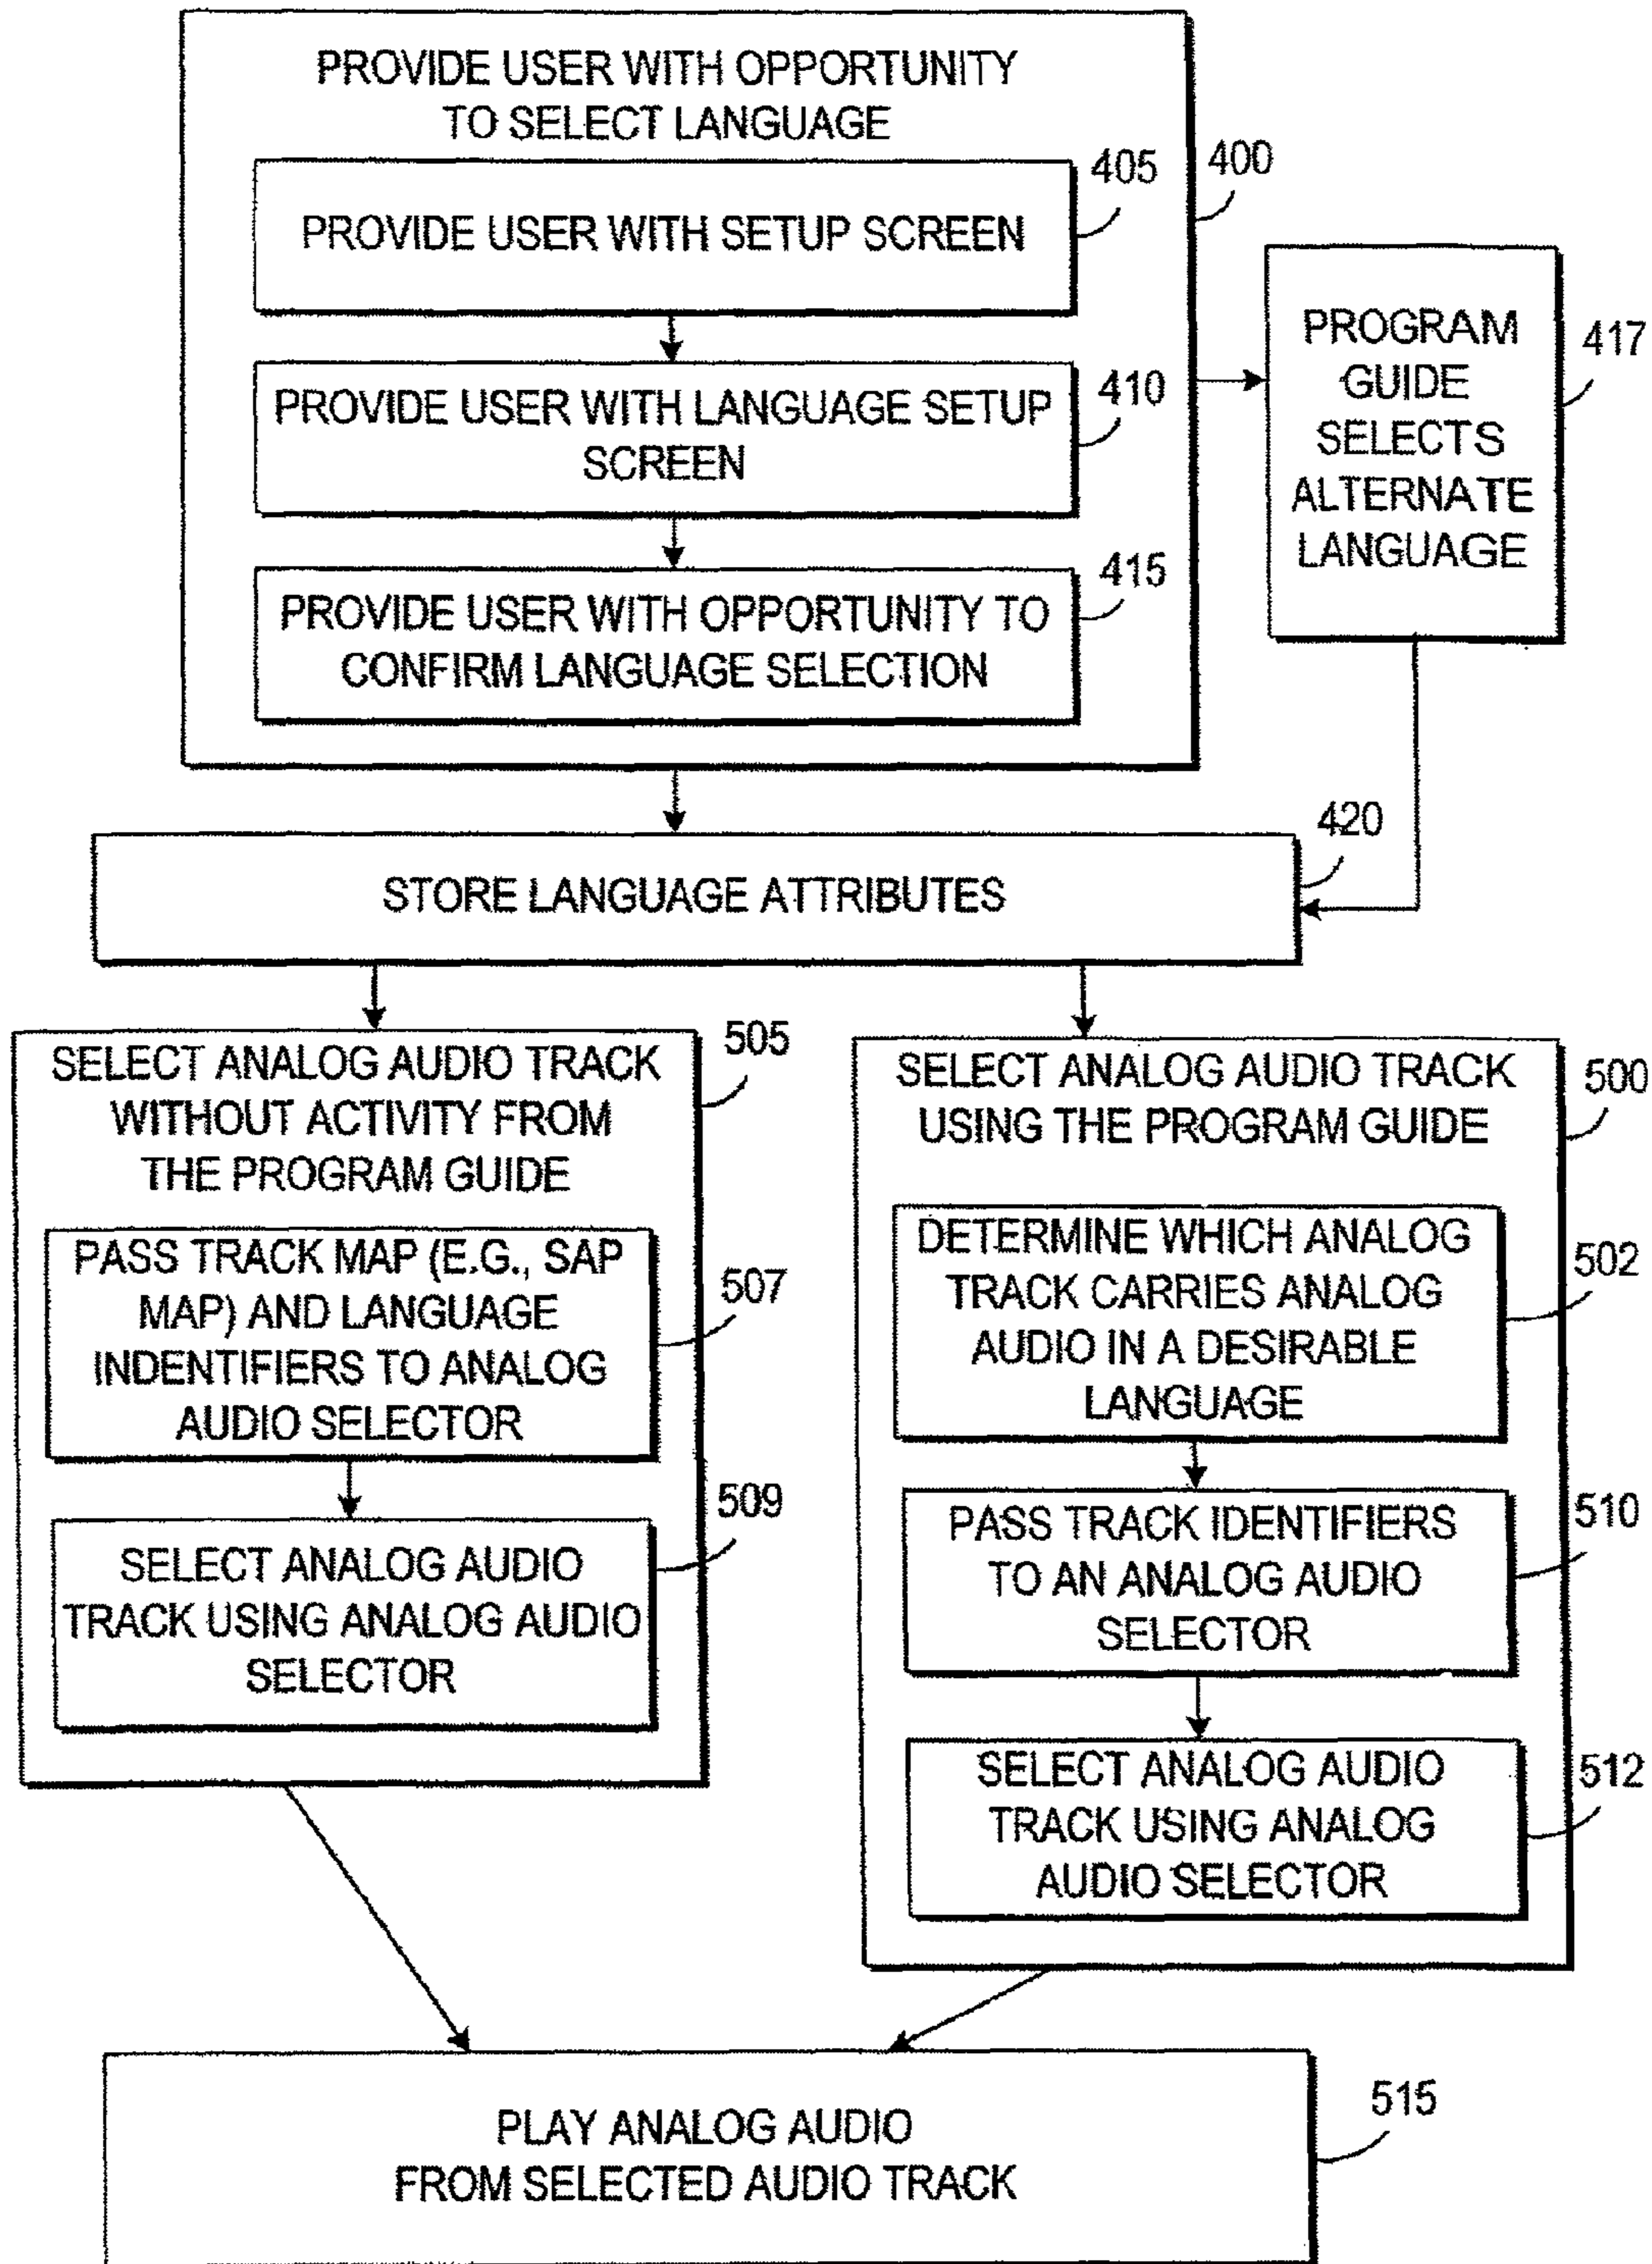 PROVIDE USER WITH OPPORTUNITY
TO SELECT LANGUAGE
400
405
PROVIDE USER WITH SETUP SCREEN
410
PROVIDE USER WITH LANGUAGE SETUP
SCREEN
415
PROVIDE USER WITH OPPORTUNITY TO
CONFIRM LANGUAGE SELECTION
417
PROGRAM
GUIDE
SELECTS
ALTERNATE
LANGUAGE
420
STORE LANGUAGE ATTRIBUTES
505
SELECT ANALOG AUDIO TRACK
WITHOUT ACTIVITY FROM
THE PROGRAM GUIDE
507
PASS TRACK MAP (E.G., SAP
MAP) AND LANGUAGE
INDENTIFIERS TO ANALOG
AUDIO SELECTOR
509
SELECT ANALOG AUDIO
TRACK USING ANALOG AUDIO
SELECTOR
500
SELECT ANALOG AUDIO TRACK
USING THE PROGRAM GUIDE
502
DETERMINE WHICH ANALOG
TRACK CARRIES ANALOG
AUDIO IN A DESIRABLE
LANGUAGE
510
PASS TRACK IDENTIFIERS
TO AN ANALOG AUDIO
SELECTOR
512
SELECT ANALOG AUDIO
TRACK USING ANALOG
AUDIO SELECTOR
515
PLAY ANALOG AUDIO
FROM SELECTED AUDIO TRACK